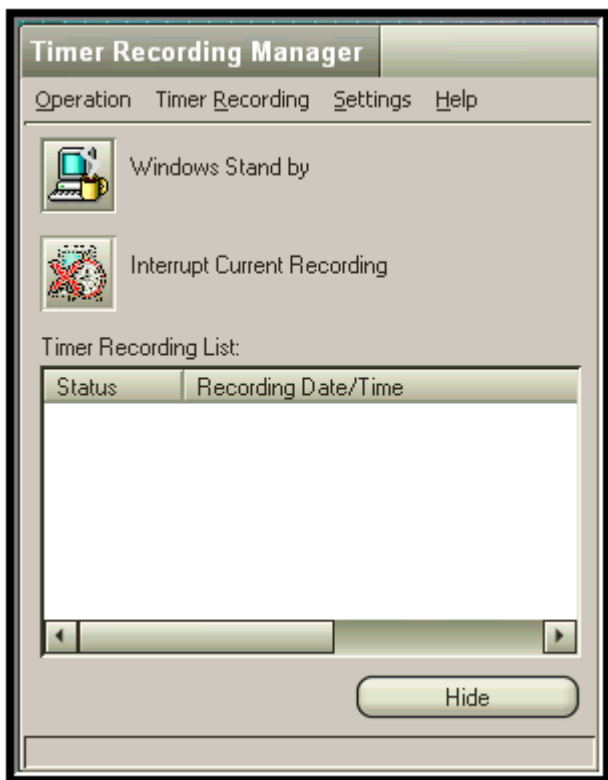 Timer Recording Manager
Operation Timer Recording Settings Help
Windows Stand by
Interrupt Current Recording
Timer Recording List:
Status Recording Date/Time
Hide